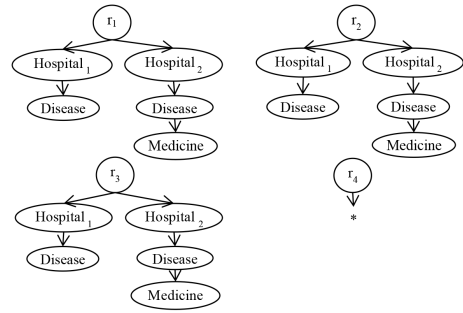 r1 r2
Hospital1 Hospital2 Hospital1 Hospital2
Disease Disease Disease Disease
Medicine Medicine
r3 r4
Hospital1 Hospital2 *
Disease Disease
Medicine